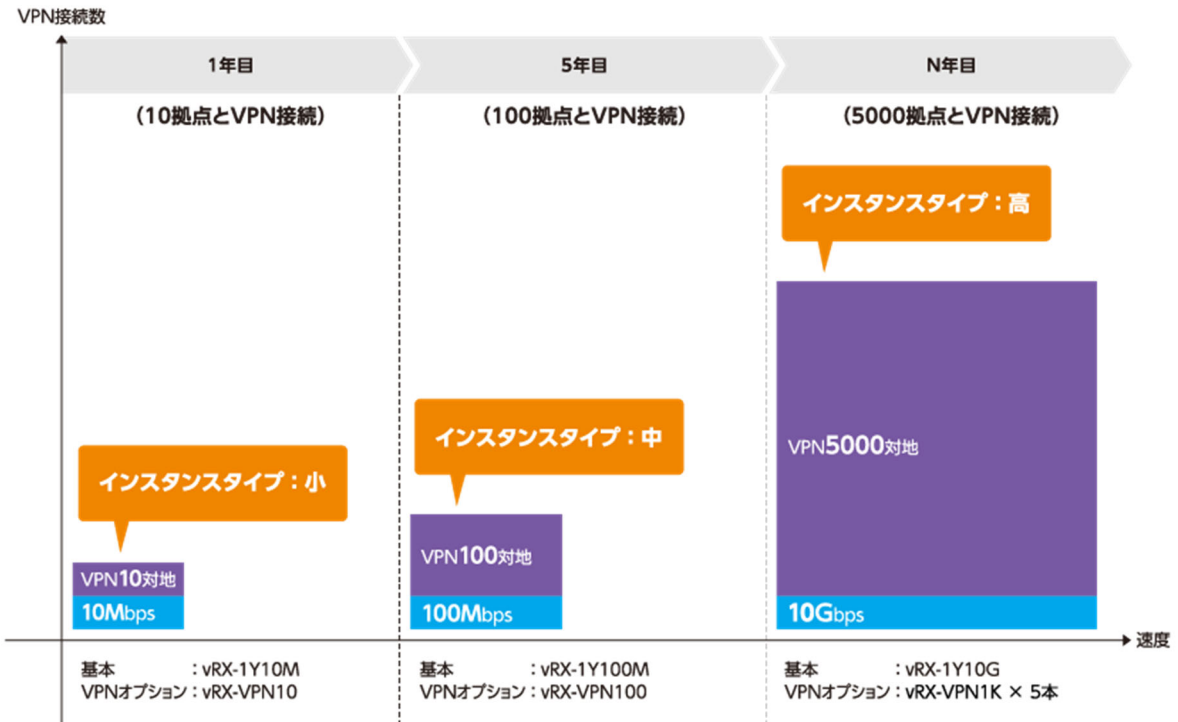 VPN接続数
1年目
5年目
N年目
(10拠点とVPN接続)
(100拠点とVPN接続)
(5000拠点とVPN接続)
インスタンスタイプ：高
インスタンスタイプ：中
インスタンスタイプ：小
VPN5000対地
VPN100対地
VPN10対地
10Mbps
100Mbps
10Gbps
速度
基本 : vRX-1Y10M
VPNオプション : vRX-VPN10
基本 : vRX-1Y100M
VPNオプション : vRX-VPN100
基本 : vRX-1Y10G
VPNオプション : vRX-VPN1K × 5本